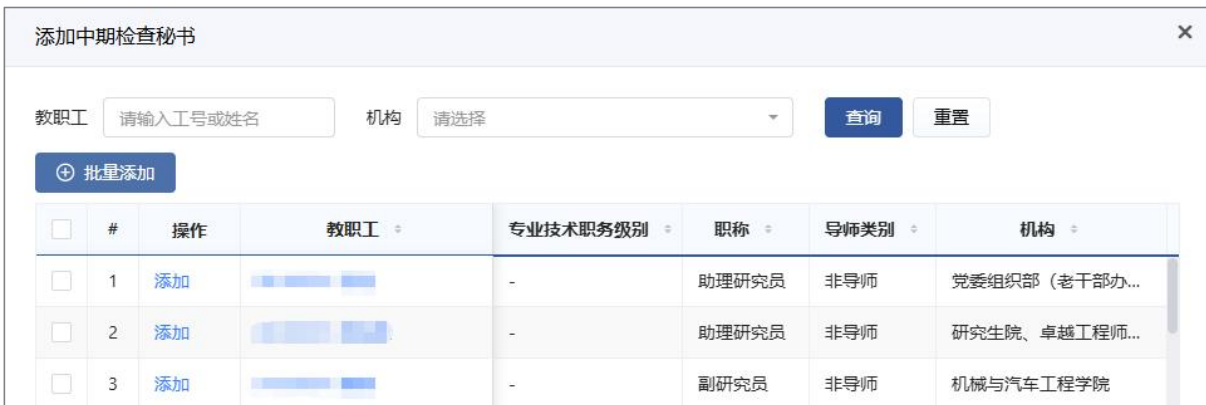 添加中期检查秘书
教职工 请输入工号或姓名 机构 请选择 查询 重置
批量添加
# 操作 教职工 专业技术职务级别 职称 导师类别 机构
1 添加 - 助理研究员 非导师 党委组织部（老干部办...
2 添加 - 助理研究员 非导师 研究生院、卓越工程师...
3 添加 - 副研究员 非导师 机械与汽车工程学院